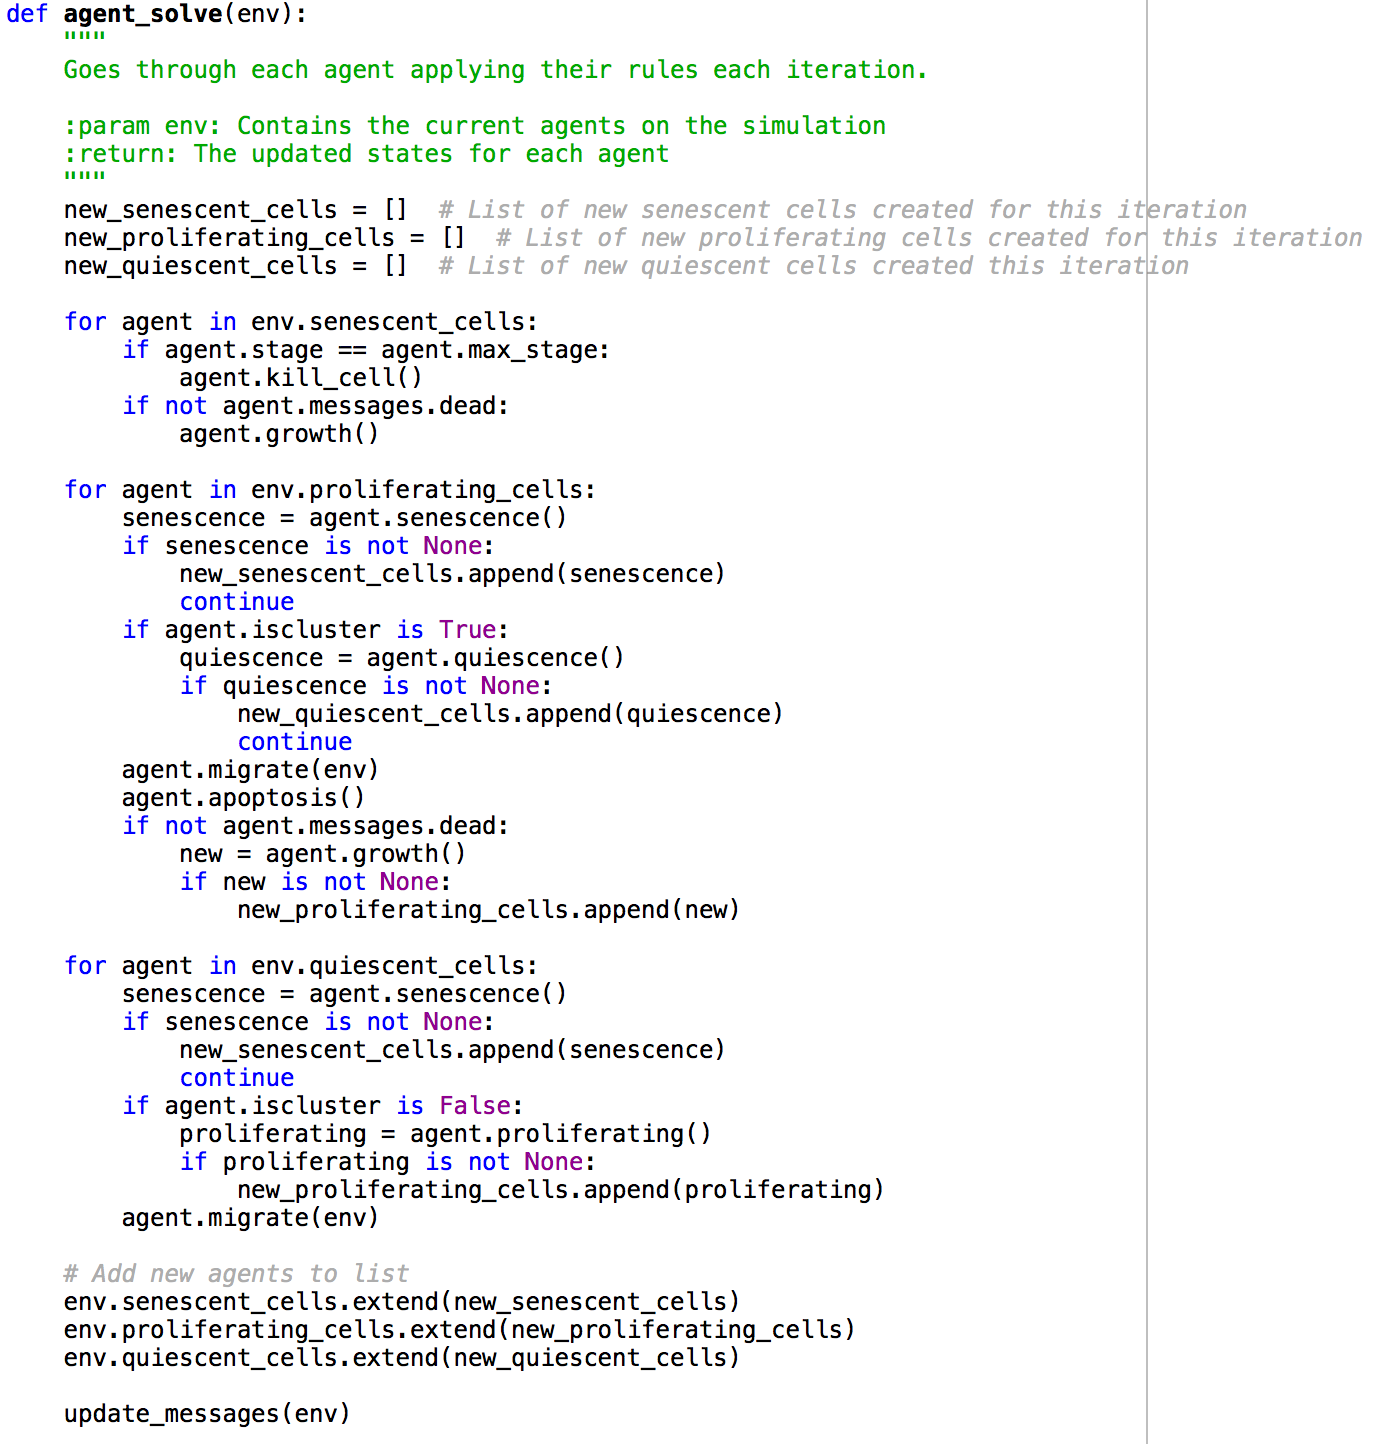 def agent_solve(env):
    """
    Goes through each agent applying their rules each iteration.

    :param env: Contains the current agents on the simulation
    :return: The updated states for each agent
    """
    new_senescent_cells = []  # List of new senescent cells created for this iteration
    new_proliferating_cells = []  # List of new proliferating cells created for this iteration
    new_quiescent_cells = []  # List of new quiescent cells created this iteration

    for agent in env.senescent_cells:
        if agent.stage == agent.max_stage:
            agent.kill_cell()
        if not agent.messages.dead:
            agent.growth()

    for agent in env.proliferating_cells:
        senescence = agent.senescence()
        if senescence is not None:
            new_senescent_cells.append(senescence)
            continue
        if agent.iscluster is True:
            quiescence = agent.quiescence()
            if quiescence is not None:
                new_quiescent_cells.append(quiescence)
                continue
        agent.migrate(env)
        agent.apoptosis()
        if not agent.messages.dead:
            new = agent.growth()
            if new is not None:
                new_proliferating_cells.append(new)

    for agent in env.quiescent_cells:
        senescence = agent.senescence()
        if senescence is not None:
            new_senescent_cells.append(senescence)
            continue
        if agent.iscluster is False:
            proliferating = agent.proliferating()
            if proliferating is not None:
                new_proliferating_cells.append(proliferating)
        agent.migrate(env)

    # Add new agents to list
    env.senescent_cells.extend(new_senescent_cells)
    env.proliferating_cells.extend(new_proliferating_cells)
    env.quiescent_cells.extend(new_quiescent_cells)

    update_messages(env)